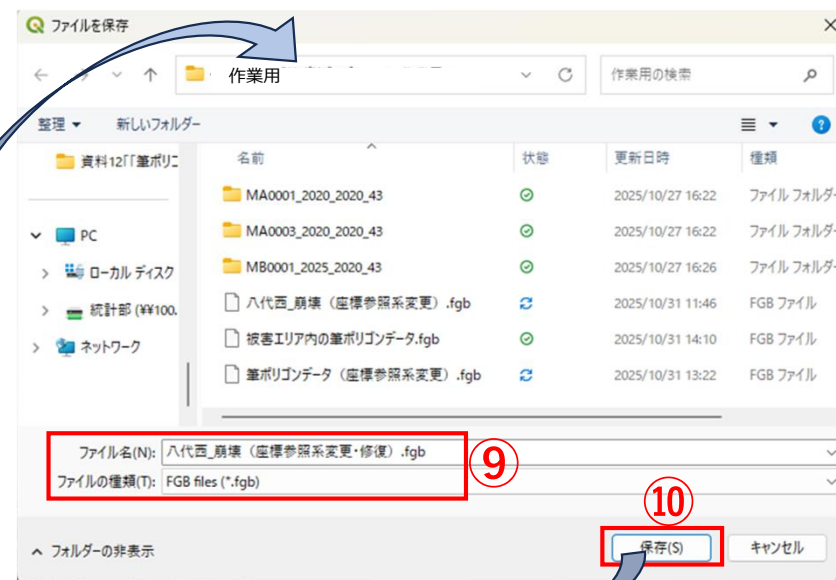 ファイルを保存
作業用
作業用の検索
整理
新しいフォルダー
資料12「「筆ポリゴ
名前 状態 更新日時 種類
MA0001_2020_2020_43 2025/10/27 16:22 ファイル フォルダー
MA0003_2020_2020_43 2025/10/27 16:22 ファイル フォルダー
MB0001_2025_2020_43 2025/10/27 16:26 ファイル フォルダー
八代西_崩壊（座標参照系変更）.fgb 2025/10/31 11:46 FGB ファイル
被害エリア内の筆ポリゴンデータ.fgb 2025/10/31 14:10 FGB ファイル
筆ポリゴンデータ（座標参照系変更）.fgb 2025/10/31 13:22 FGB ファイル
PC
ローカル ディスク
統計部 (¥¥100.
ネットワーク
ファイル名(N): 八代西_崩壊（座標参照系変更・修復）.fgb
ファイルの種類(T): FGB files (*.fgb)
⑨
⑩
フォルダーの非表示
保存(S)
キャンセル